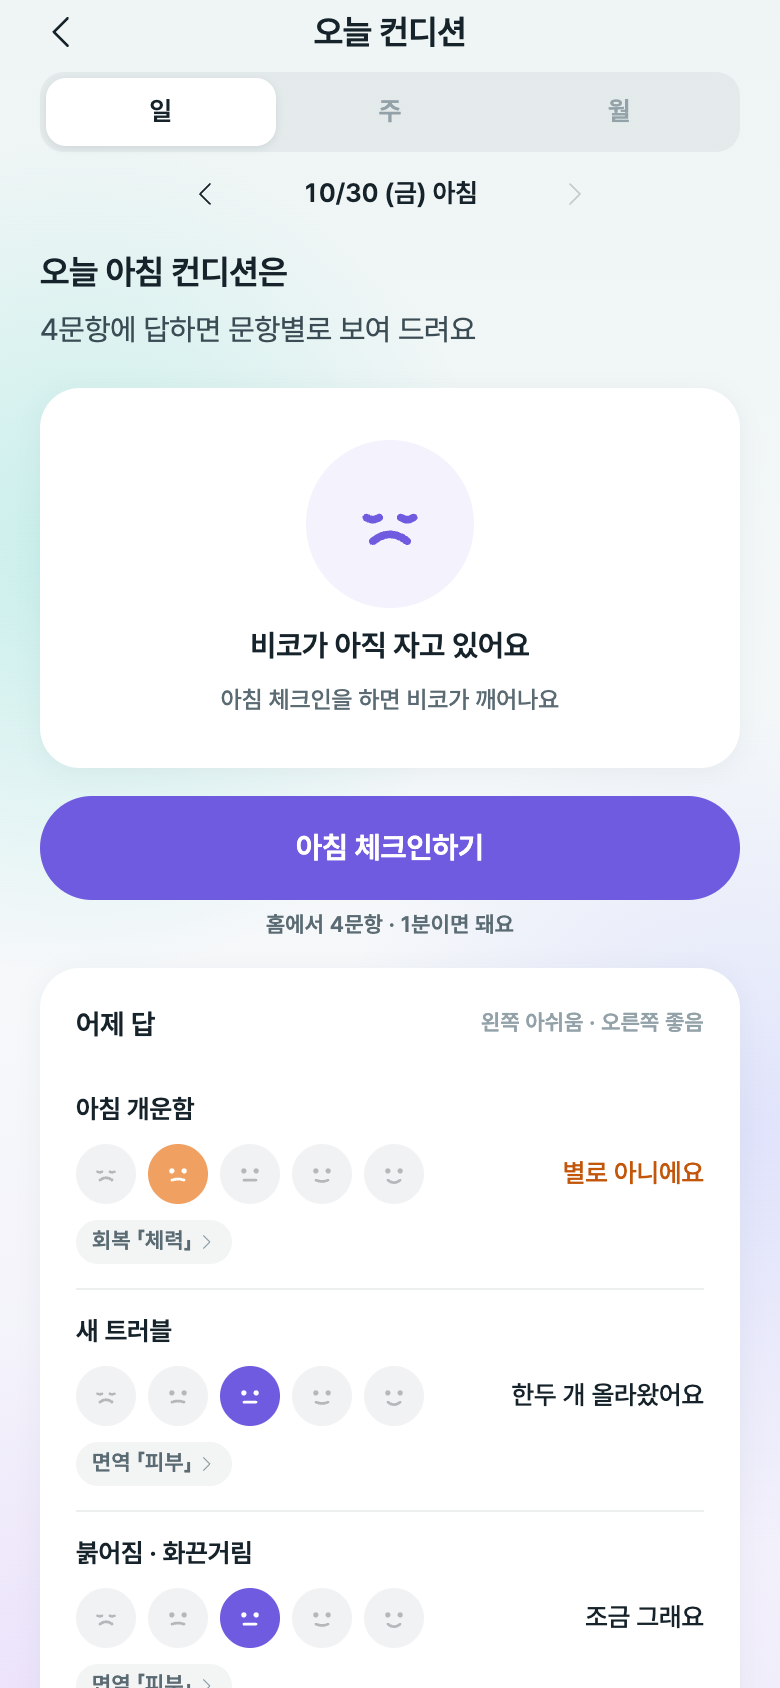 오늘 컨디션
일 주 월
10/30 (금) 아침
오늘 아침 컨디션은
4문항에 답하면 문항별로 보여 드려요
비코가 아직 자고 있어요
아침 체크인을 하면 비코가 깨어나요
아침 체크인하기
홈에서 4문항 · 1분이면 돼요
어제 답
왼쪽 아쉬움 · 오른쪽 좋음
아침 개운함
별로 아니에요
회복 「체력」
새 트러블
한두 개 올라왔어요
면역 「피부」
붉어짐 · 화끈거림
조금 그래요
면역 「피부」